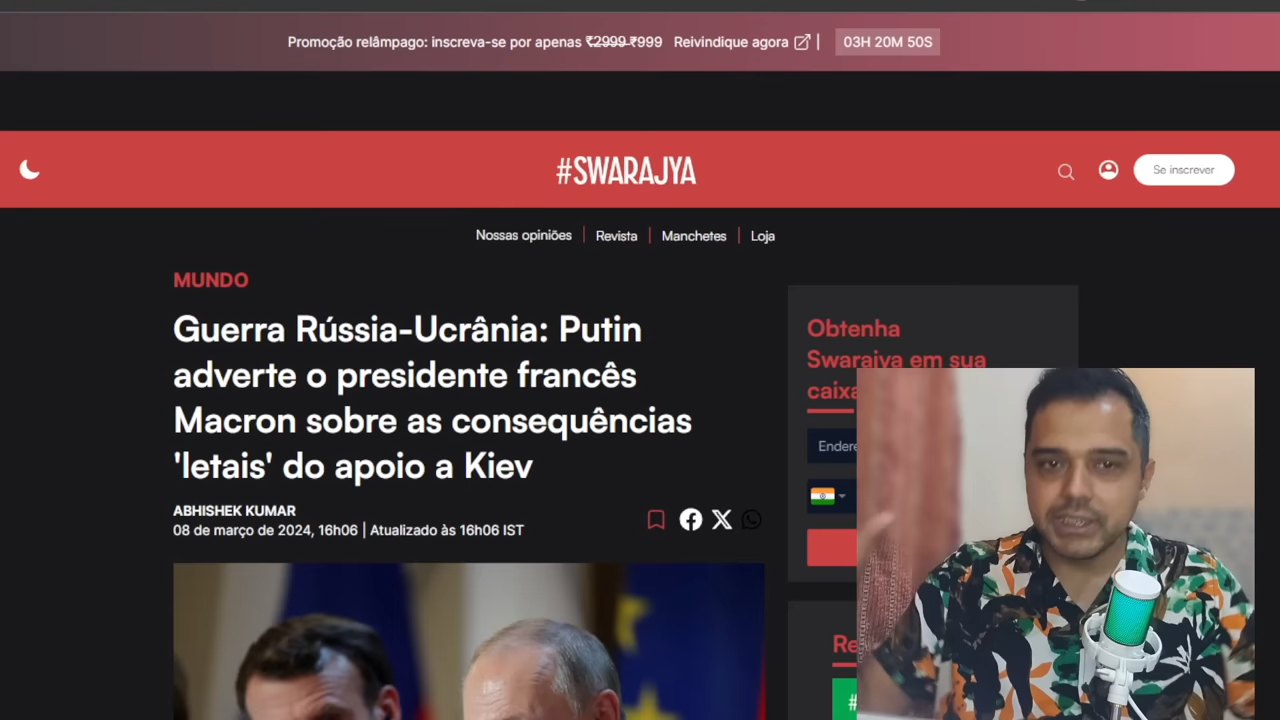 Promoção relâmpago: inscreva-se por apenas ₹2999 ₹999 Reivindique agora | 03H 20M 50S
#SWARAJYA
Se inscrever
Nossas opiniões | Revista | Manchetes | Loja
MUNDO
Guerra Rússia-Ucrânia: Putin
adverte o presidente francês
Macron sobre as consequências
'letais' do apoio a Kiev
ABHISHEK KUMAR
08 de março de 2024, 16h06 | Atualizado às 16h06 IST
Obtenha
Swarajya em sua